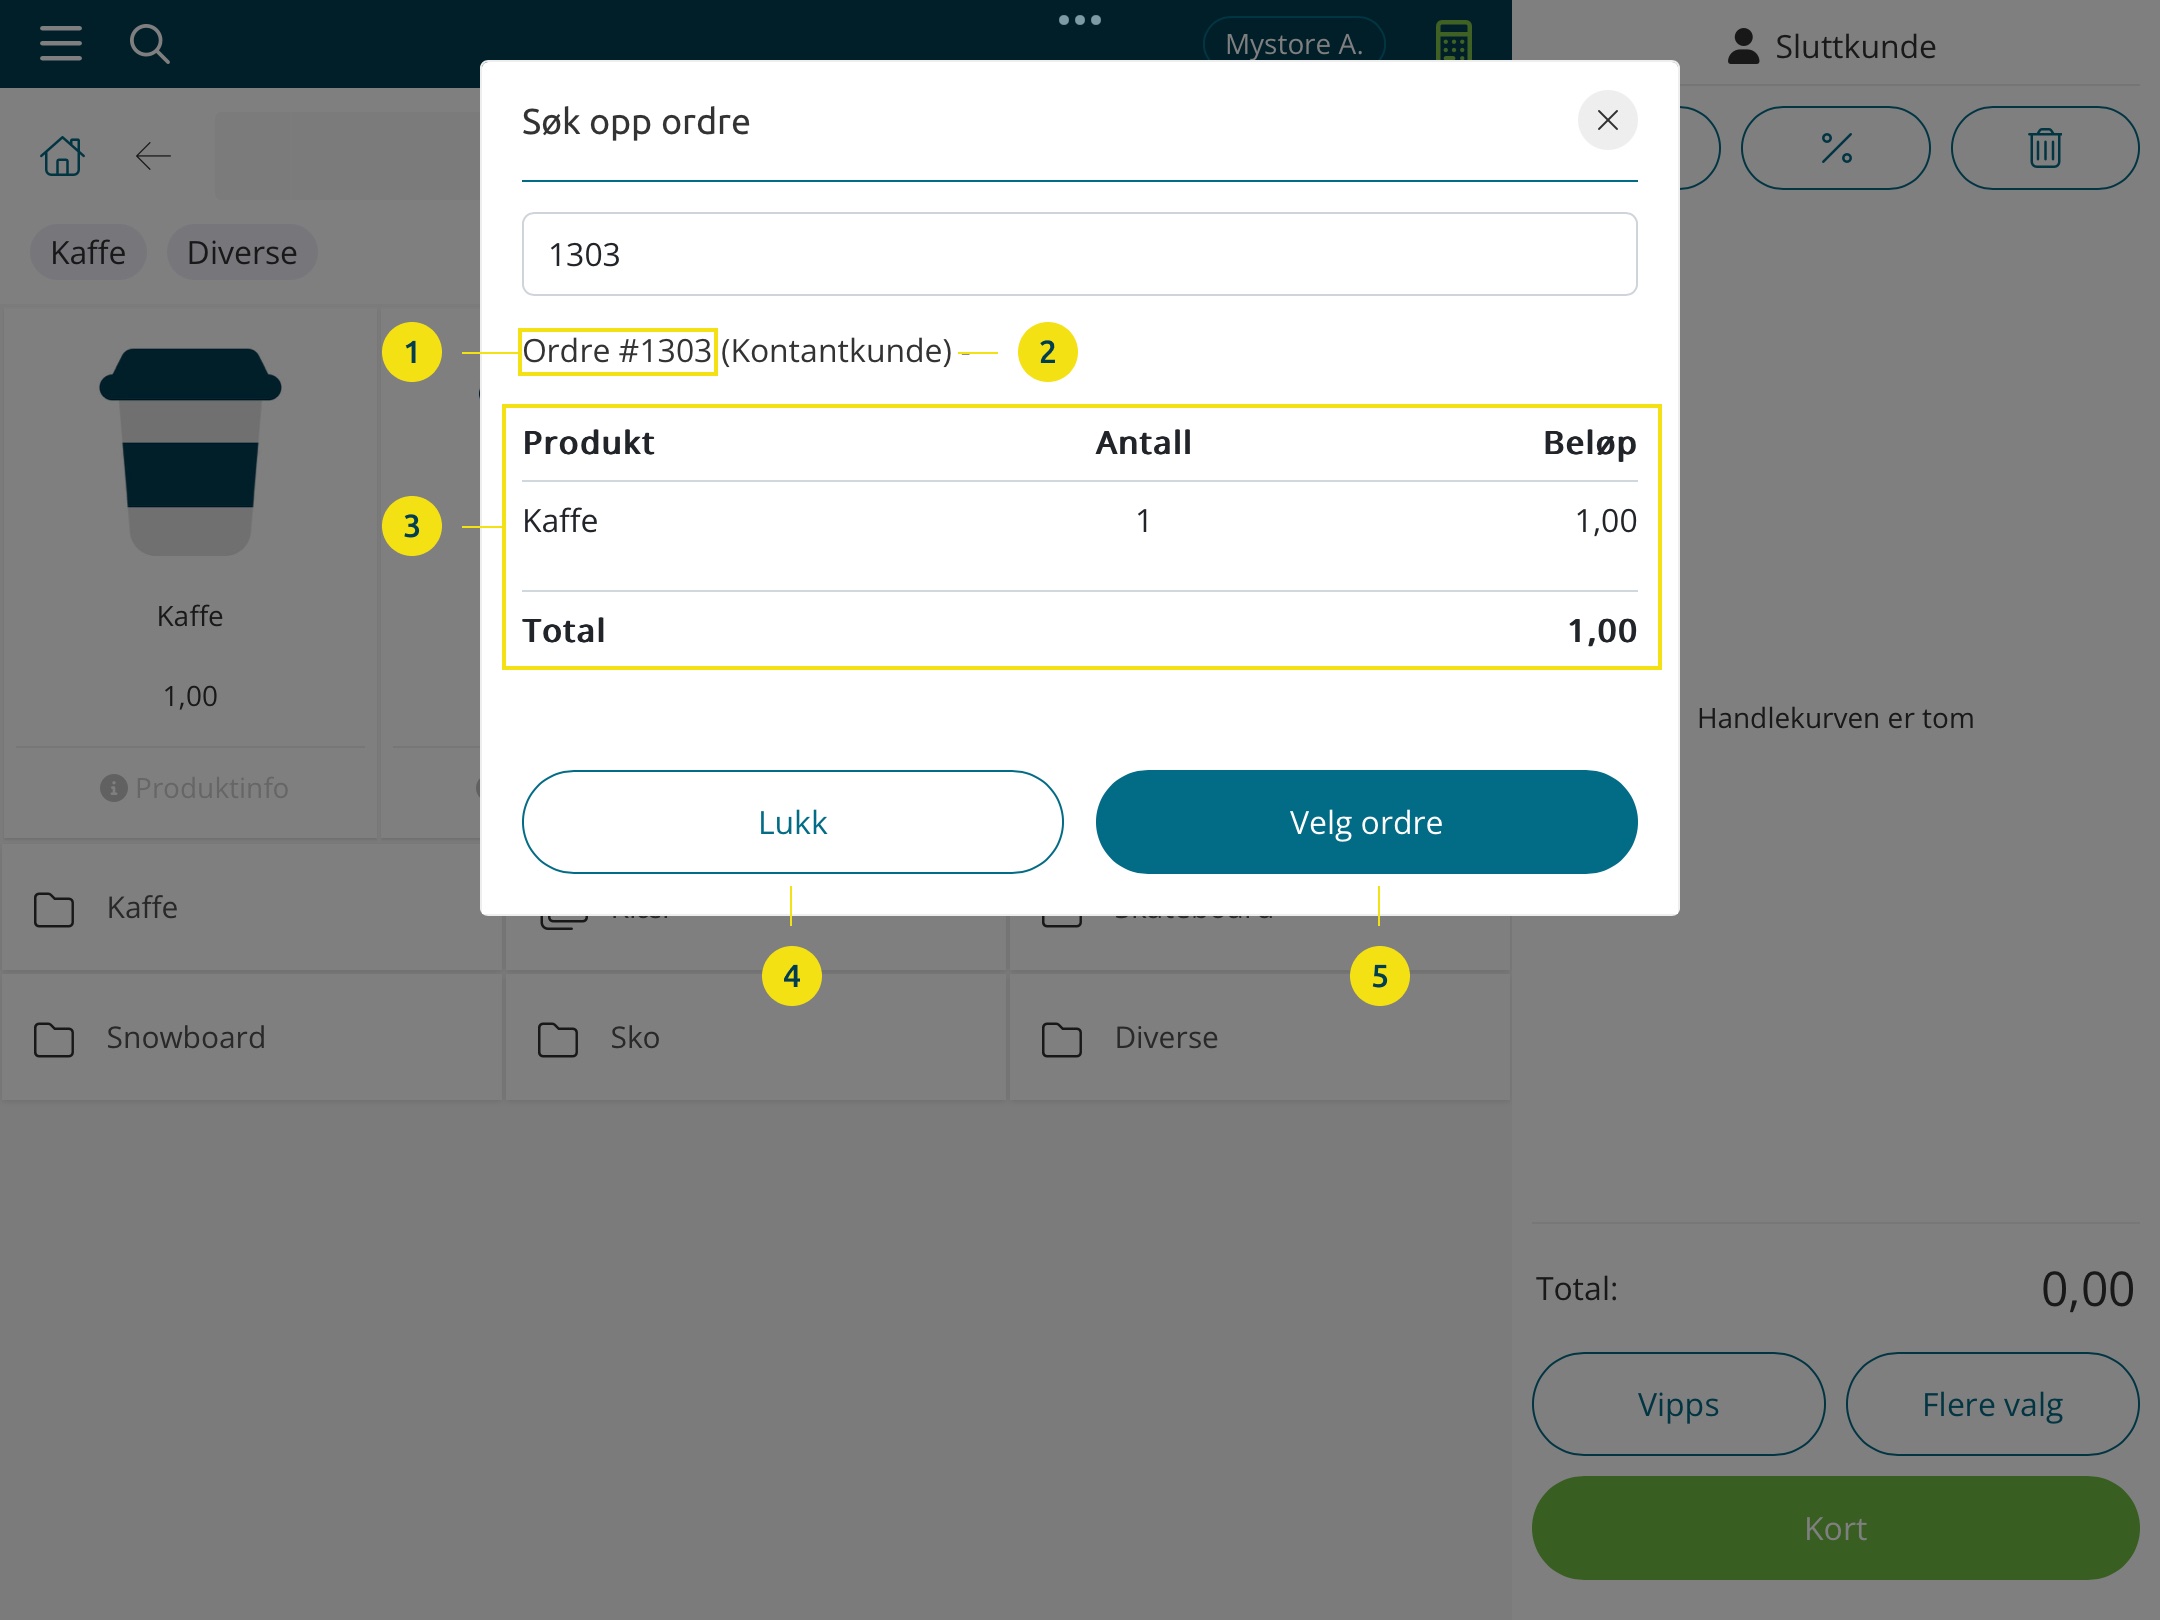 Mystore A.
Sluttkunde
Søk opp ordre
Kaffe
Diverse
1303
1
Ordre #1303 (Kontantkunde) -
2
Produkt Antall Beløp
3
Kaffe 1 1,00
Total 1,00
Kaffe
1,00
Produktinfo
Handlekurven er tom
Lukk
Velg ordre
Kaffe
4
5
Snowboard
Sko
Diverse
Total: 0,00
Vipps
Flere valg
Kort